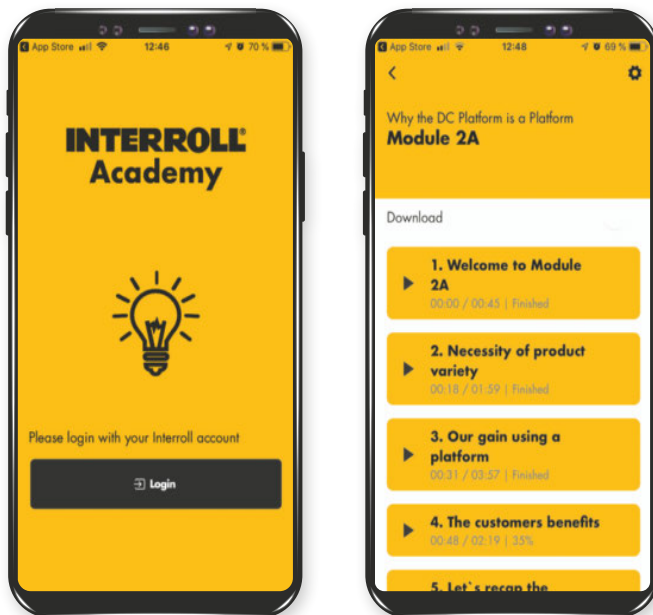 App Store 12:46 70 %
INTERROLL®
Academy
Please login with your Interroll account
Login
App Store 12:48 69 %
Why the DC Platform is a Platform
Module 2A
Download
1. Welcome to Module
2A
00:00 / 00:45 | Finished
2. Necessity of product
variety
00:18 / 01:59 | Finished
3. Our gain using a
platform
00:31 / 03:57 | Finished
4. The customers benefits
00:48 / 02:19 | 35%
5. Let`s recap the